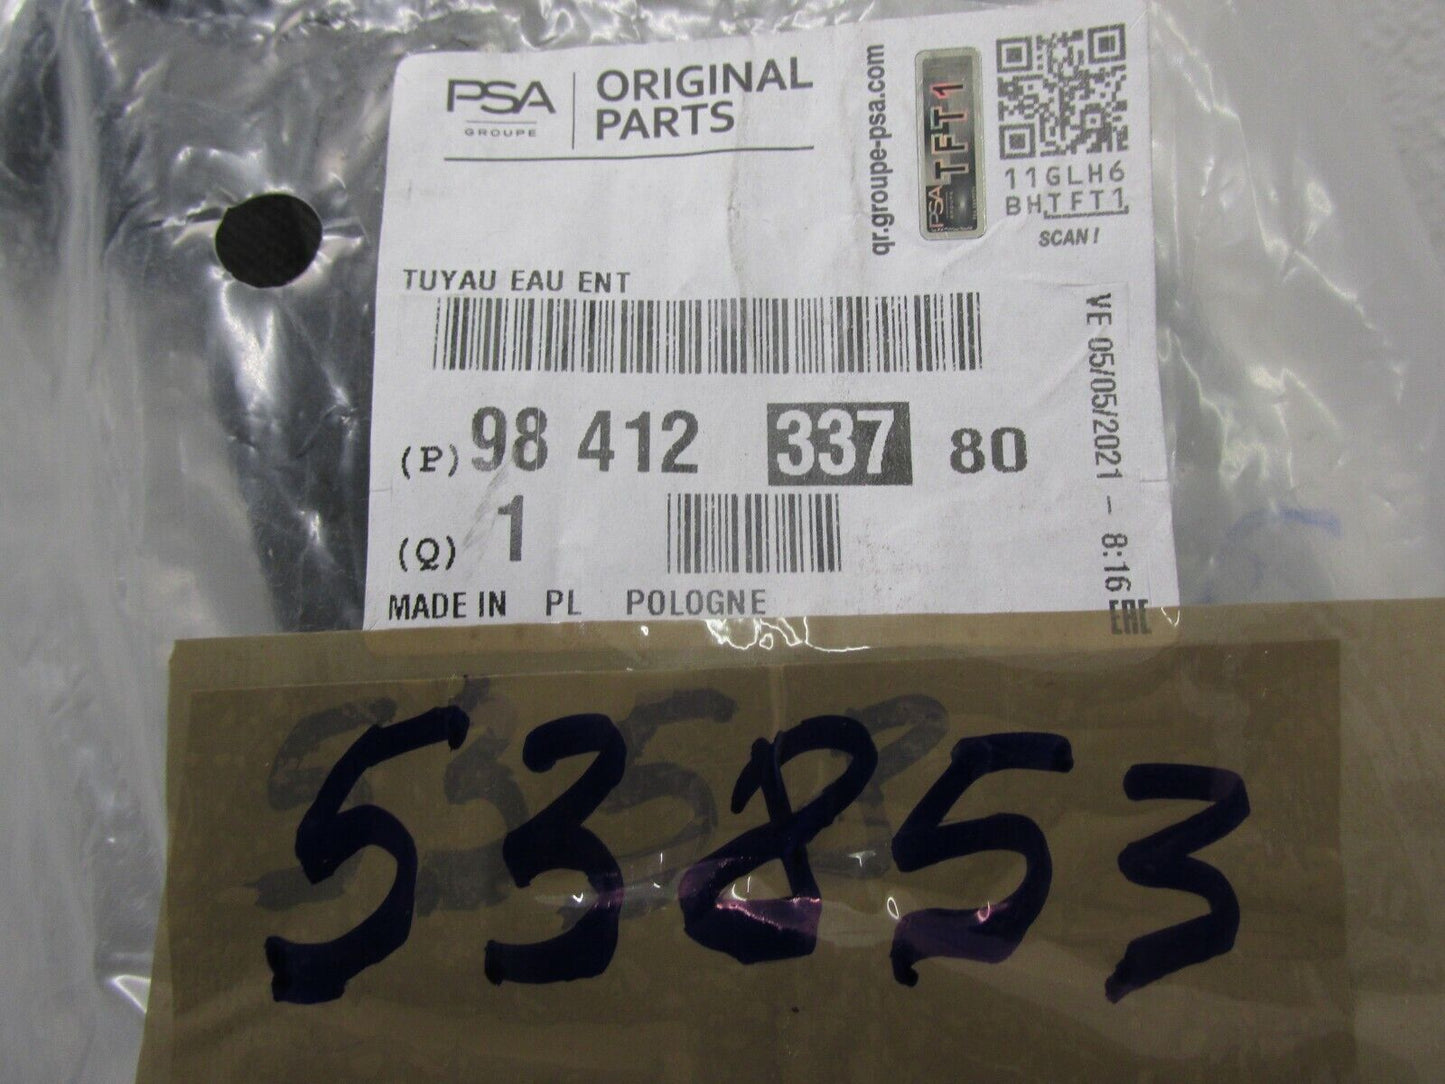 PSA
GROUPE
ORIGINAL
PARTS
qr.groupe-psa.com
PSA TFT1
11GLH6
BHTFT1
SCAN!
TUYAU EAU ENT
(P) 98 412 337 80
(Q) 1
MADE IN PL POLOGNE
VE 05/05/2021 - 8:16
EAC
53853